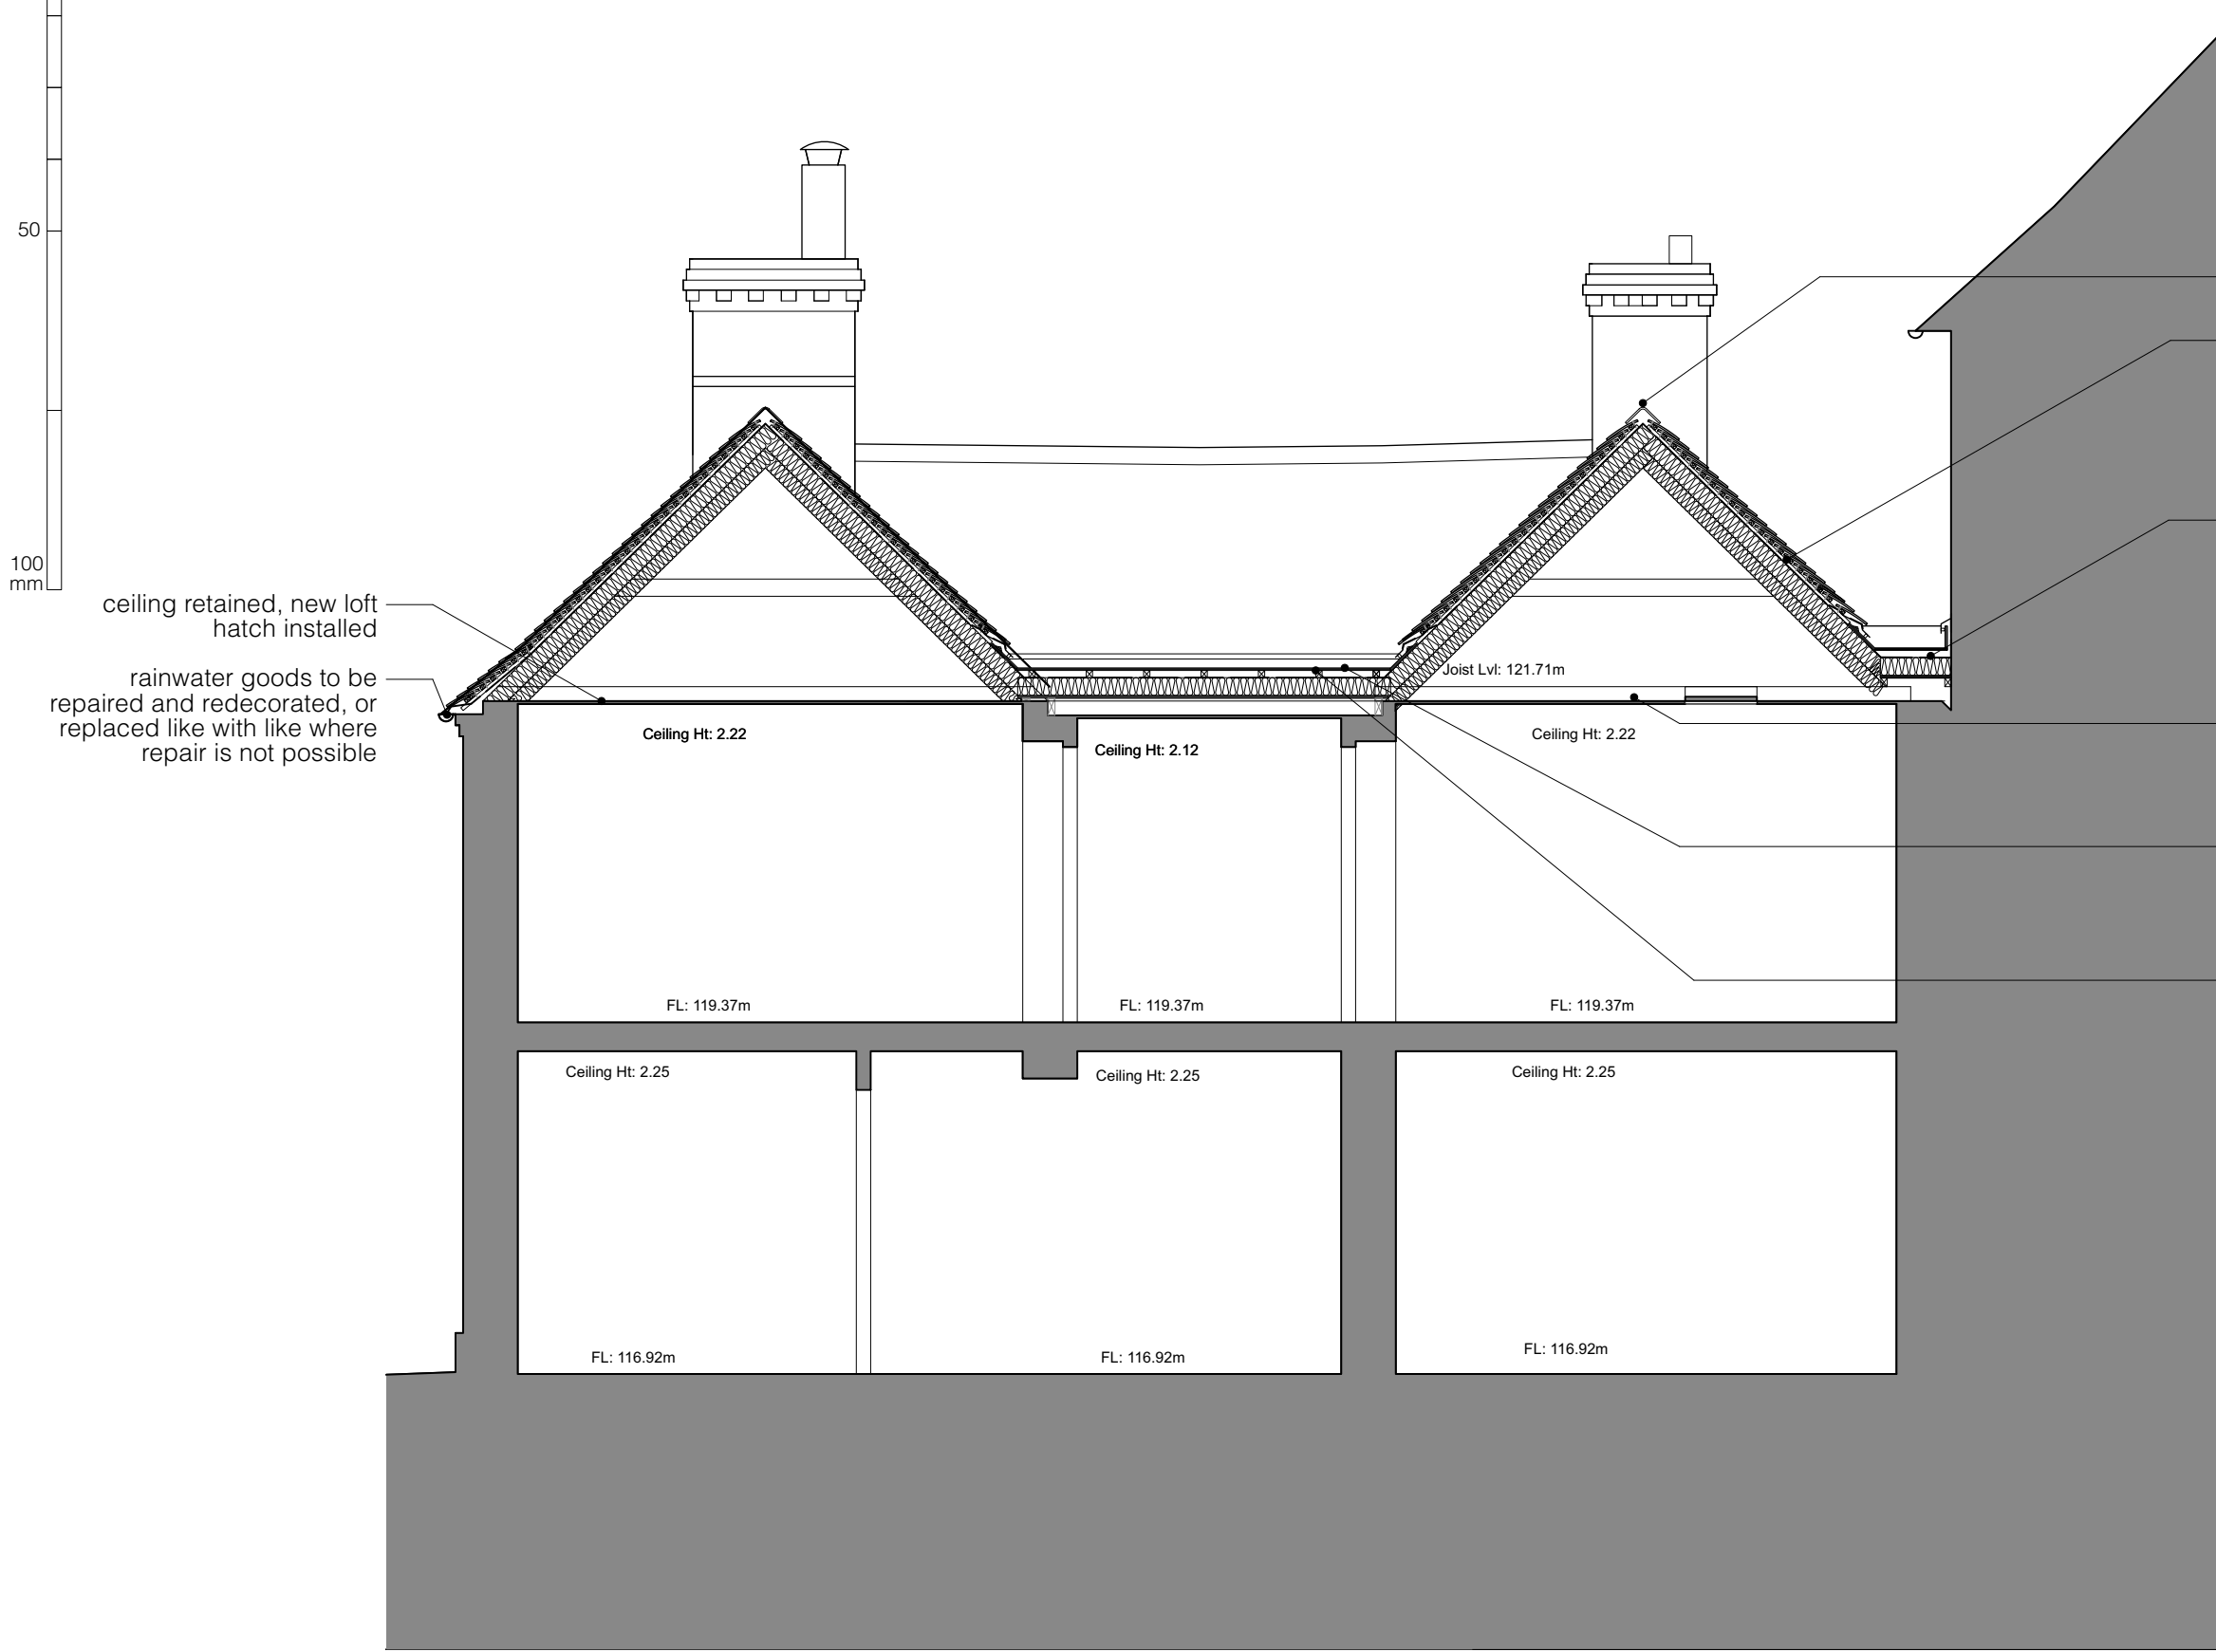 50
100
mm
ceiling retained, new loft
hatch installed
rainwater goods to be
repaired and redecorated, or
replaced like with like where
repair is not possible
Joist Lvl: 121.71m
Ceiling Ht: 2.22
Ceiling Ht: 2.12
Ceiling Ht: 2.22
FL: 119.37m
FL: 119.37m
FL: 119.37m
Ceiling Ht: 2.25
Ceiling Ht: 2.25
Ceiling Ht: 2.25
FL: 116.92m
FL: 116.92m
FL: 116.92m